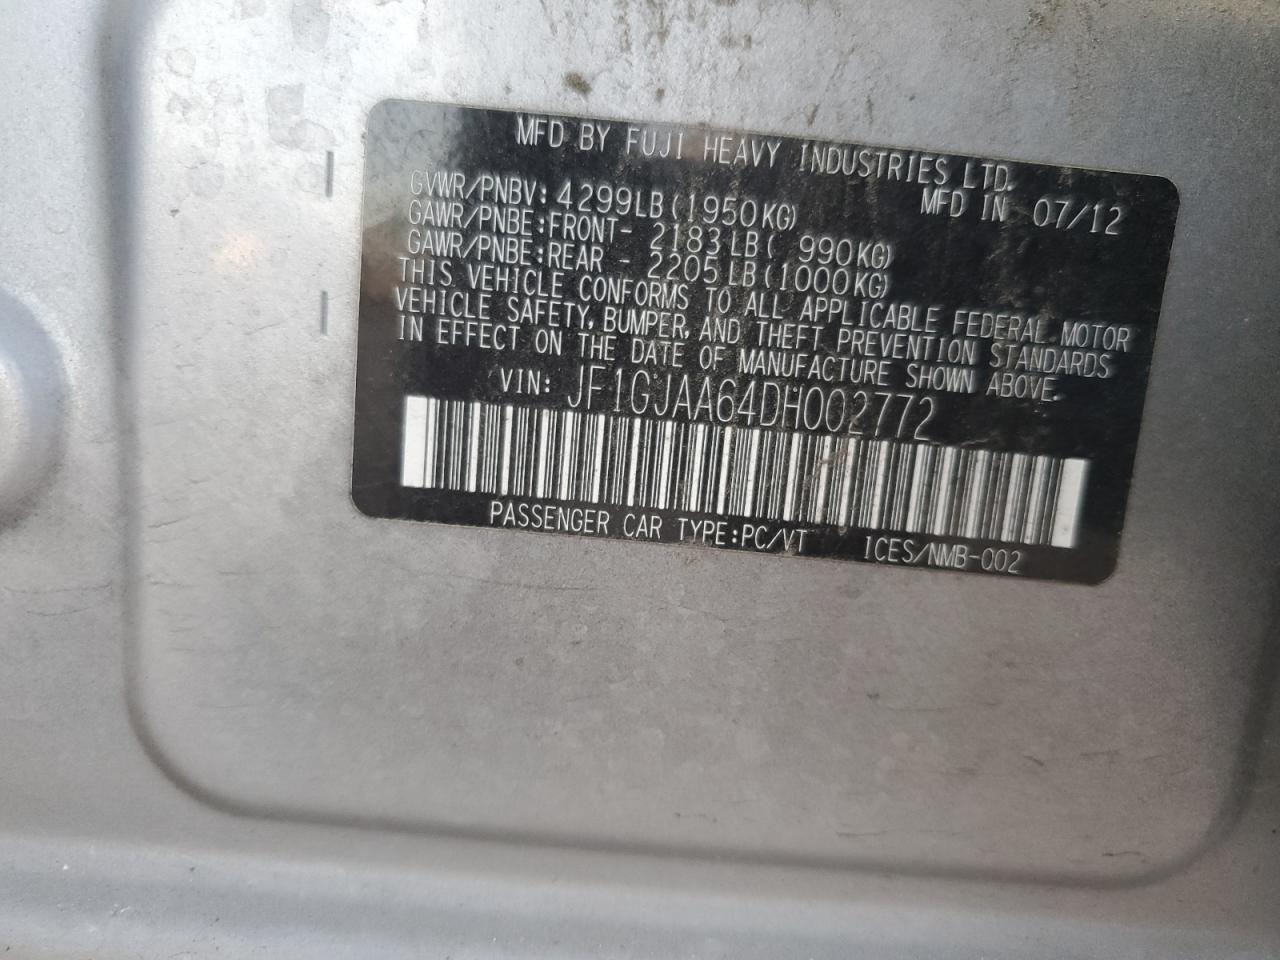 MFD BY FUJI HEAVY INDUSTRIES LTD.
MFD IN 07/12
GVWR/PNBV: 4299LB(1950KG)
GAWR/PNBE:FRONT- 2183LB( 990KG)
GAWR/PNBE:REAR - 2205LB(1000KG)
THIS VEHICLE CONFORMS TO ALL APPLICABLE FEDERAL MOTOR
VEHICLE SAFETY, BUMPER, AND THEFT PREVENTION STANDARDS
IN EFFECT ON THE DATE OF MANUFACTURE SHOWN ABOVE.
VIN: JF1GJAA64DH002772
PASSENGER CAR TYPE:PC/VT ICES/NMB-002